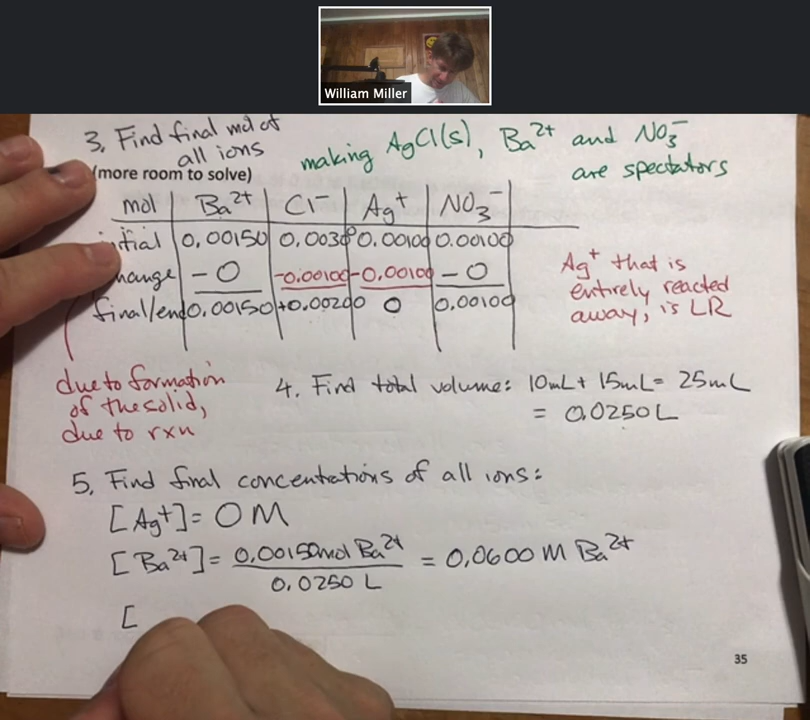 William Miller
3. Find final mol of
all ions
(more room to solve)
making AgCl(s), Ba²⁺ and NO₃⁻
are spectators
mol Ba²⁺ Cl⁻ Ag⁺ NO₃⁻
initial 0.00150 0.00300 0.00100 0.00100
change - 0 -0.00100 -0.00100 - 0
final/end 0.00150 +0.00200 0 0.00100
Ag⁺ that is
entirely reacted
away, is LR
due to formation
of the solid,
due to rxn
4. Find total volume: 10mL + 15mL = 25mL
= 0.0250 L
5. Find final concentrations of all ions:
[Ag⁺] = 0 M
[Ba²⁺] = 0.00150 mol Ba²⁺ = 0.0600 M Ba²⁺
0.0250 L
[
35